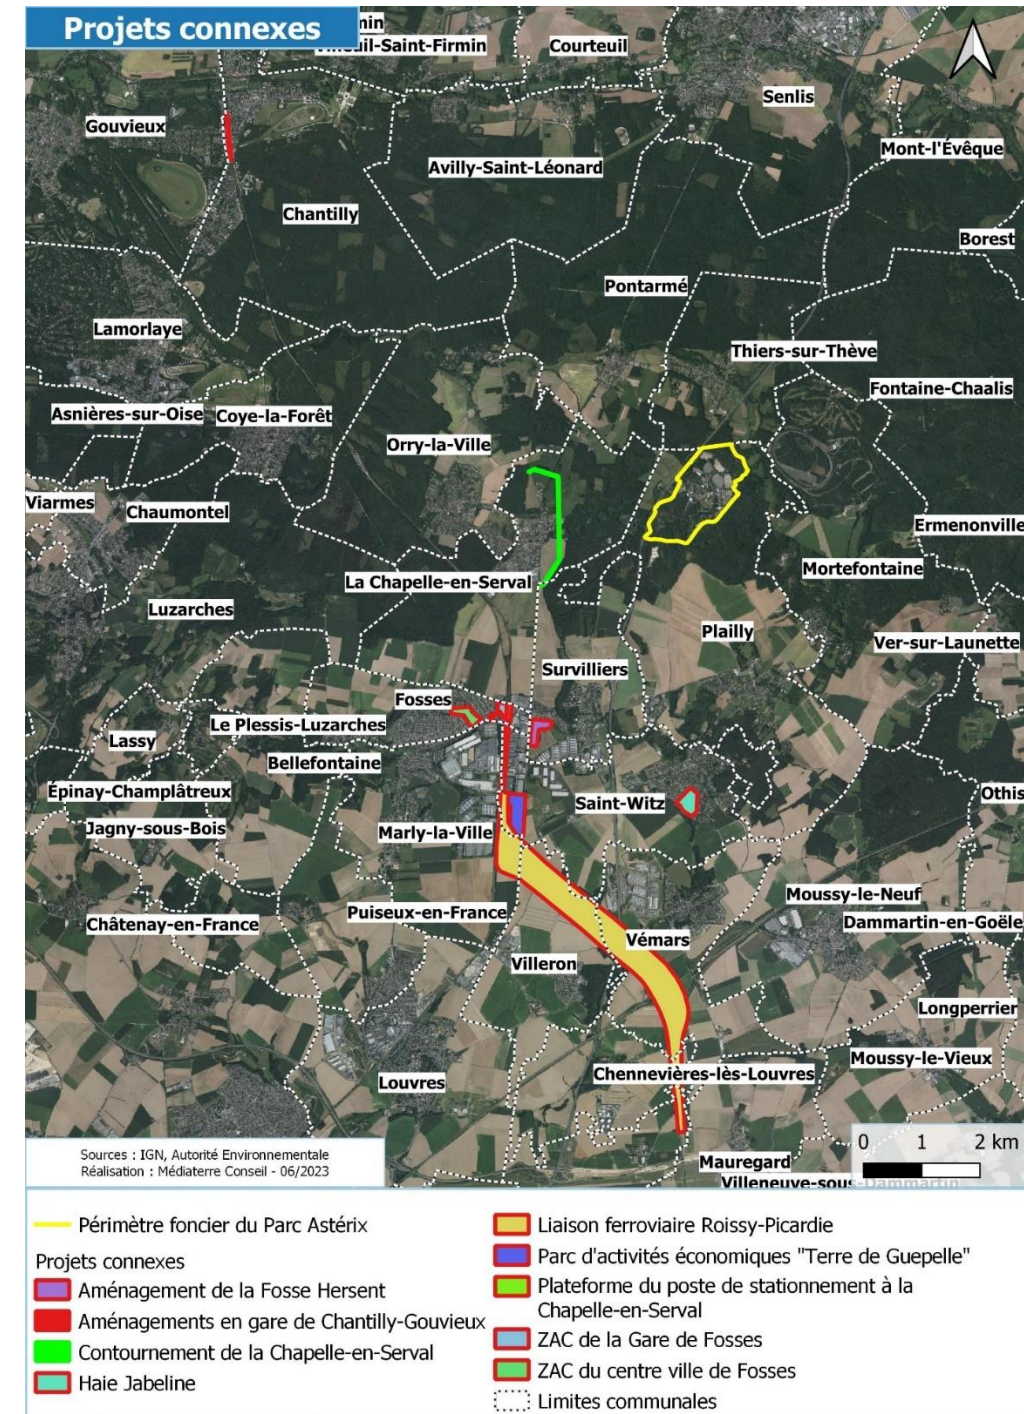 Projets connexes
Vineuil-Saint-Firmin
Courteuil
Senlis
Gouvieux
Mont-l'Évêque
Avilly-Saint-Léonard
Chantilly
Borest
Pontarmé
Lamorlaye
Thiers-sur-Thève
Fontaine-Chaalis
Asnières-sur-Oise
Coye-la-Forêt
Orry-la-Ville
Viarmes
Chaumontel
Ermenonville
Mortefontaine
La Chapelle-en-Serval
Luzarches
Plailly
Ver-sur-Launette
Survilliers
Fosses
Le Plessis-Luzarches
Lassy
Bellefontaine
Épinay-Champlâtreux
Saint-Witz
Othis
Jagny-sous-Bois
Marly-la-Ville
Moussy-le-Neuf
Puiseux-en-France
Châtenay-en-France
Dammartin-en-Goële
Vémars
Villeron
Longperrier
Moussy-le-Vieux
Chennevières-lès-Louvres
Louvres
Mauregard
Villeneuve-sous-Dammartin
0 1 2 km
Sources : IGN, Autorité Environnementale
Réalisation : Médiaterre Conseil - 06/2023
Périmètre foncier du Parc Astérix
Projets connexes
Aménagement de la Fosse Hersent
Aménagements en gare de Chantilly-Gouvieux
Contournement de la Chapelle-en-Serval
Haie Jabeline
Liaison ferroviaire Roissy-Picardie
Parc d'activités économiques "Terre de Guepelle"
Plateforme du poste de stationnement à la
Chapelle-en-Serval
ZAC de la Gare de Fosses
ZAC du centre ville de Fosses
Limites communales